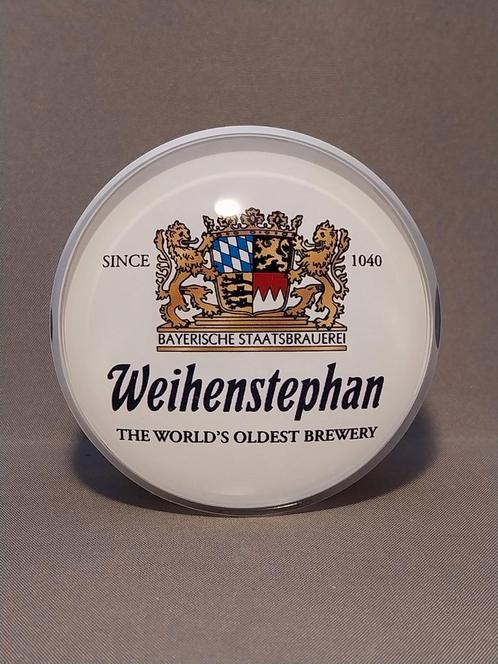 SINCE 1040
BAYERISCHE STAATSBRAUEREI
Weihenstephan
THE WORLD'S OLDEST BREWERY